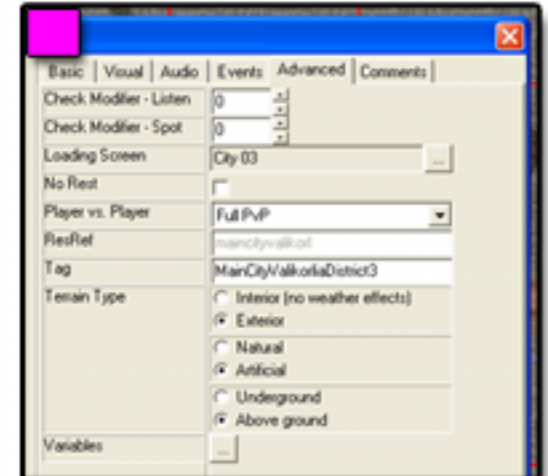 Basic Visual Audio Events Advanced Comments
Check Modifier - Listen 0
Check Modifier - Spot 0
Loading Screen City 03 ...
No Rest
Player vs. Player Full PvP
ResRef maincityvalikorl
Tag MainCityValikorliaDistrict3
Terrain Type Interior (no weather effects)
Exterior
Natural
Artificial
Underground
Above ground
Variables ...